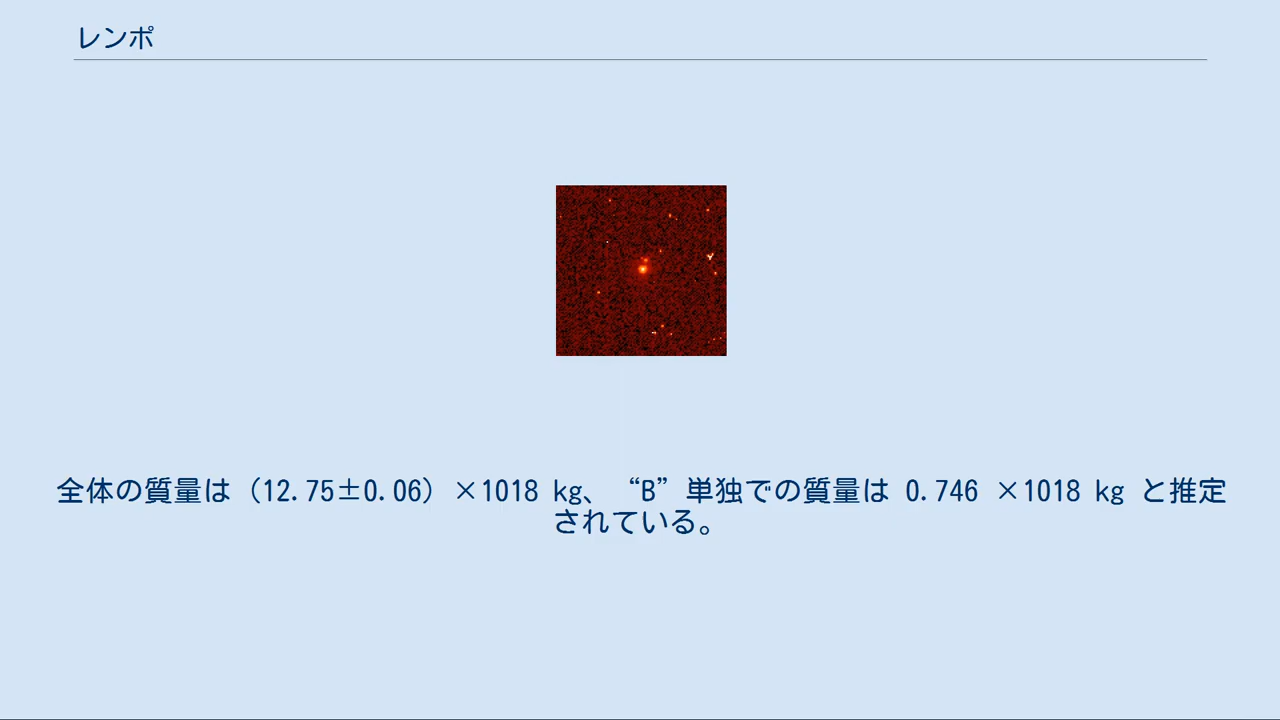 レンポ
全体の質量は (12.75±0.06) ×1018 kg、“B”単独での質量は 0.746 ×1018 kg と推定
されている。